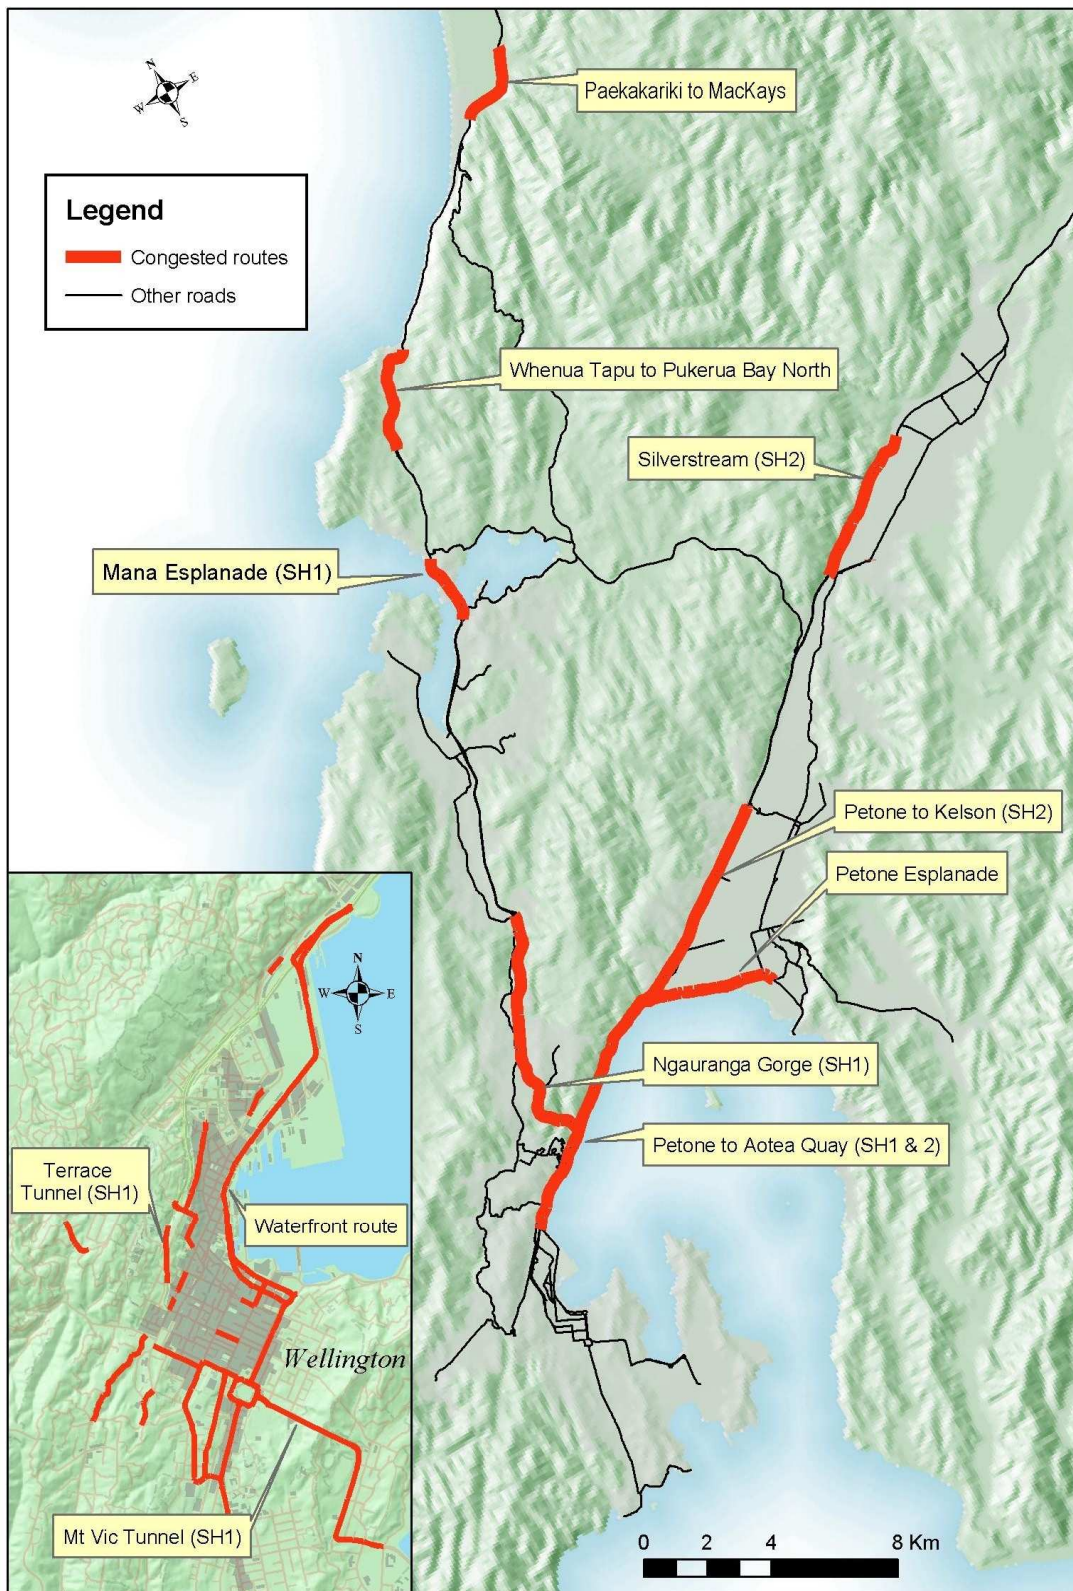 N
W E
S
Paekakariki to MacKays
Legend
Congested routes
Other roads
Whenua Tapu to Pukerua Bay North
Silverstream (SH2)
Mana Esplanade (SH1)
Petone to Kelson (SH2)
Petone Esplanade
Ngauranga Gorge (SH1)
Petone to Aotea Quay (SH1 & 2)
N
W E
S
Terrace
Tunnel (SH1)
Waterfront route
Wellington
Mt Vic Tunnel (SH1)
0 2 4 8 Km